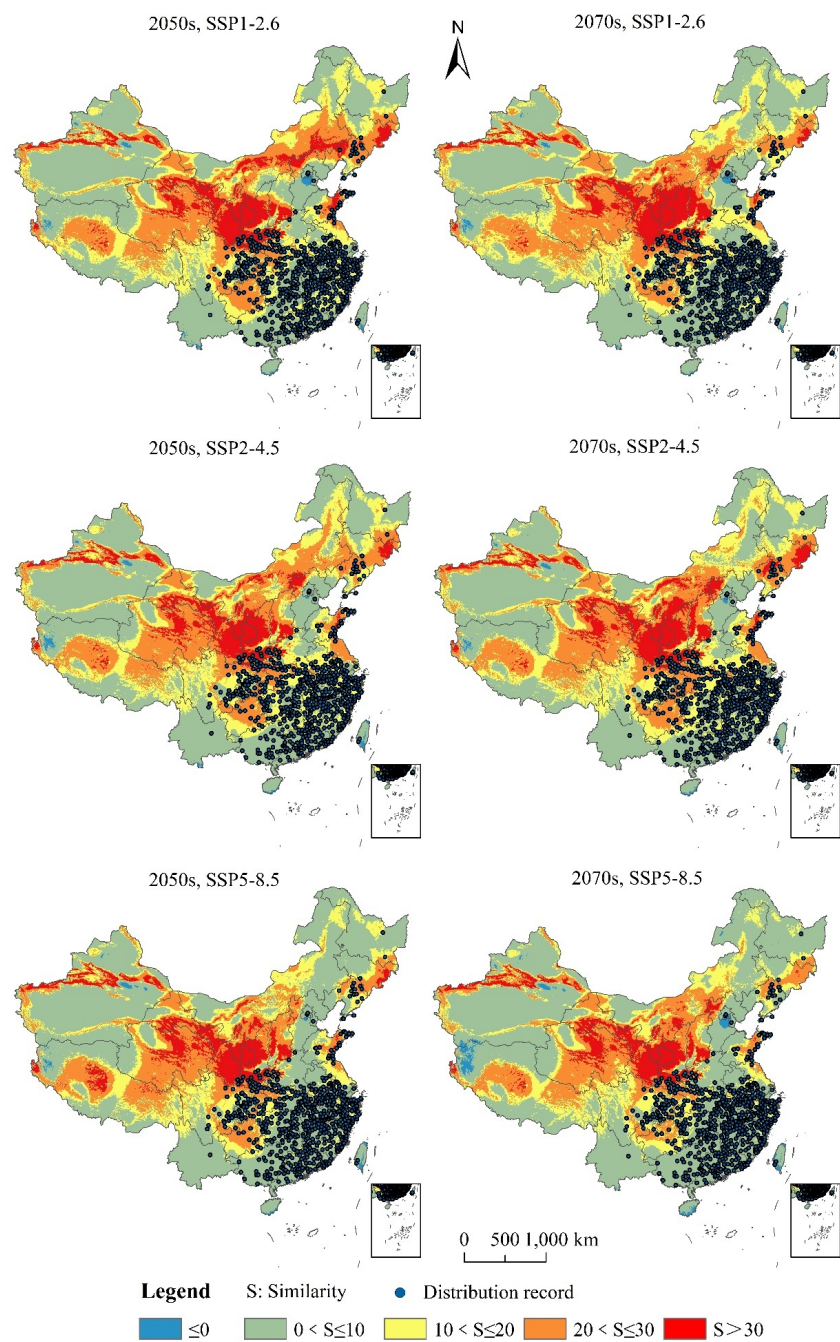 2050s, SSP1-2.6
2070s, SSP1-2.6
N
2050s, SSP2-4.5
2070s, SSP2-4.5
2050s, SSP5-8.5
2070s, SSP5-8.5
0 500 1,000 km
Legend S: Similarity Distribution record
≤0 0 < S≤10 10 < S≤20 20 < S≤30 S＞30